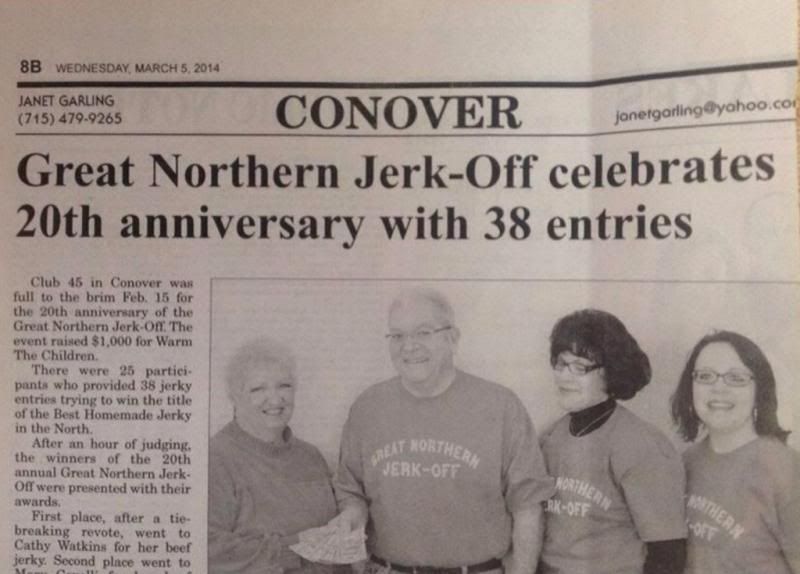 8B WEDNESDAY, MARCH 5, 2014
JANET GARLING
(715) 479-9265
CONOVER
janetgarling@yahoo.co
Great Northern Jerk-Off celebrates
20th anniversary with 38 entries
Club 45 in Conover was
full to the brim Feb. 15 for
the 20th anniversary of the
Great Northern Jerk-Off. The
event raised $1,000 for Warm
The Children.
There were 25 partici-
pants who provided 38 jerky
entries trying to win the title
of the Best Homemade Jerky
in the North.
After an hour of judging,
the winners of the 20th
annual Great Northern Jerk-
Off were presented with their
awards.
First place, after a tie-
breaking revote, went to
Cathy Watkins for her beef
jerky. Second place went to
GREAT NORTHERN
JERK-OFF
NORTHERN
RK-OFF
NORTHERN
-OFF